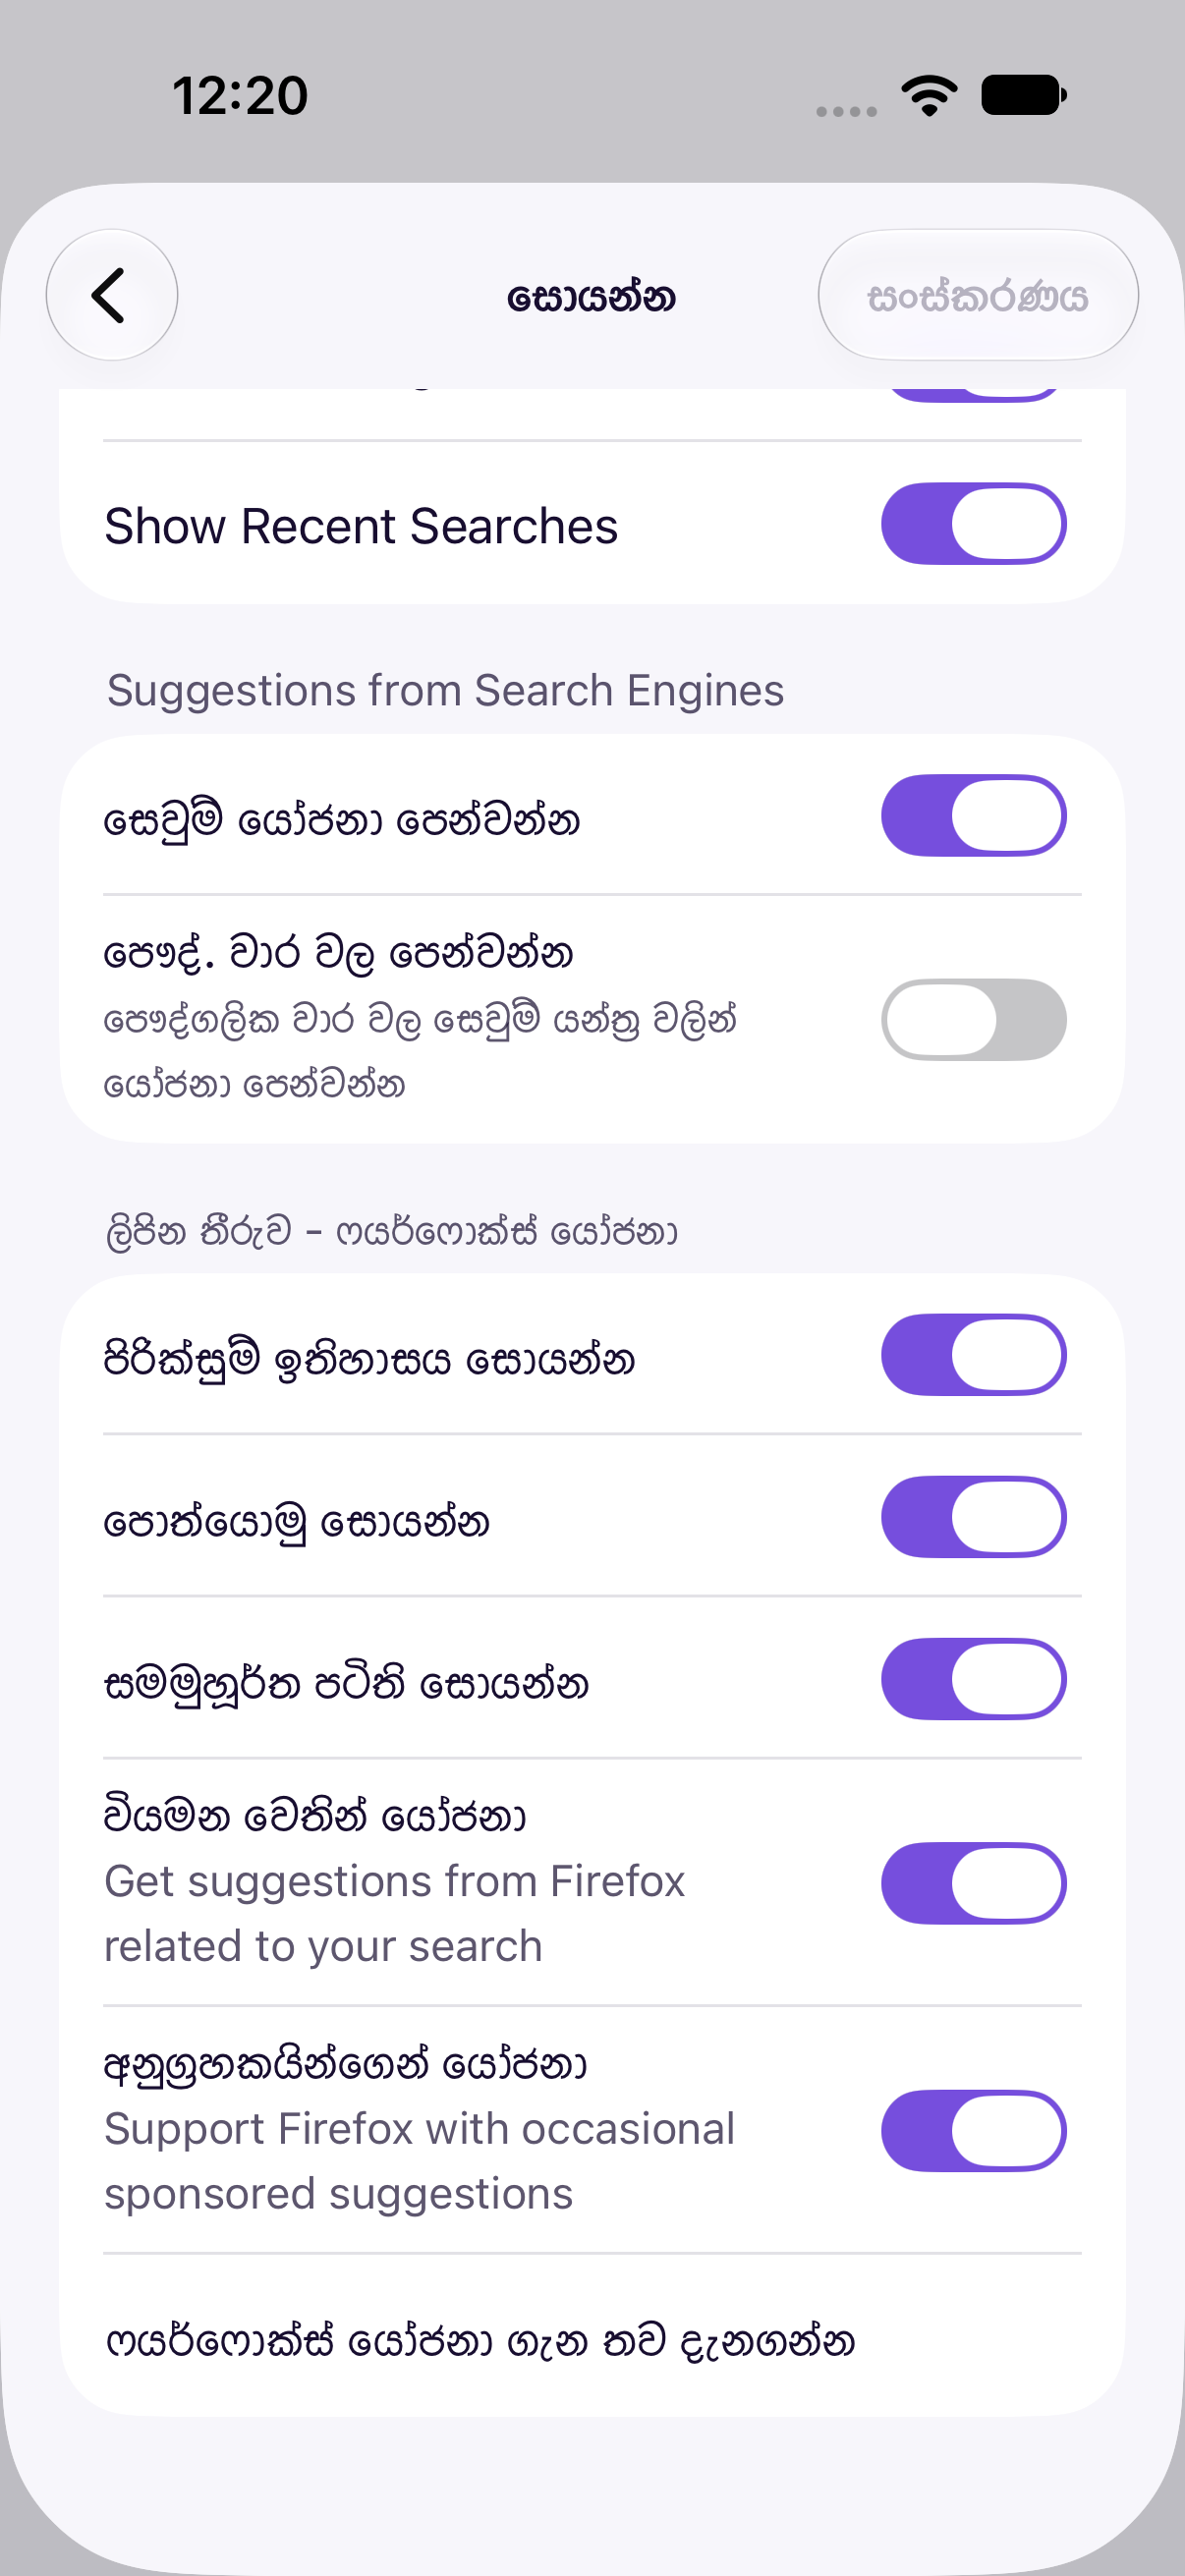 12:20
සොයන්න
සංස්කරණය
Show Recent Searches
Suggestions from Search Engines
සෙවුම් යෝජනා පෙන්වන්න
පෞද්. වාර වල පෙන්වන්න
පෞද්ගලික වාර වල සෙවුම් යන්ත්‍ර වලින්
යෝජනා පෙන්වන්න
ලිපින තීරුව - ෆයර්ෆොක්ස් යෝජනා
පිරික්සුම් ඉතිහාසය සොයන්න
පොත්යොමු සොයන්න
සමමුහූර්ත පටිති සොයන්න
වියමන වෙතින් යෝජනා
Get suggestions from Firefox
related to your search
අනුග්‍රහකයින්ගෙන් යෝජනා
Support Firefox with occasional
sponsored suggestions
ෆයර්ෆොක්ස් යෝජනා ගැන තව දැනගන්න